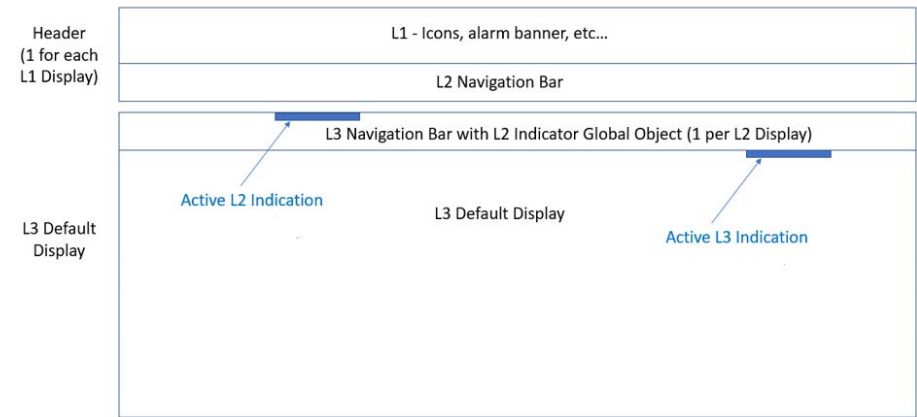 Header
(1 for each
L1 Display)
L1 - Icons, alarm banner, etc...
L2 Navigation Bar
L3 Navigation Bar with L2 Indicator Global Object (1 per L2 Display)
Active L2 Indication
L3 Default Display
Active L3 Indication
L3 Default
Display